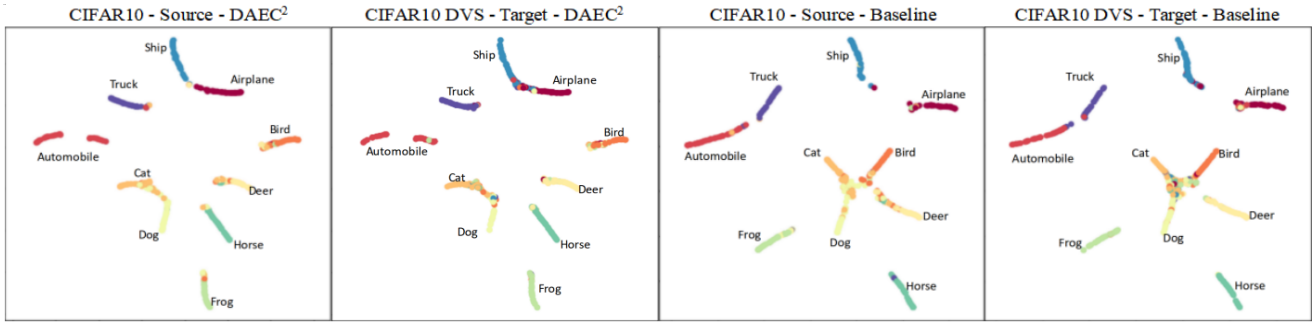 CIFAR10 - Source - DAEC²
Ship
Truck
Airplane
Bird
Automobile
Cat
Deer
Dog
Horse
Frog
CIFAR10 DVS - Target - DAEC²
Ship
Truck
Airplane
Bird
Automobile
Cat
Deer
Dog
Horse
Frog
CIFAR10 - Source - Baseline
Ship
Truck
Airplane
Automobile
Cat
Bird
Deer
Frog
Dog
Horse
CIFAR10 DVS - Target - Baseline
Ship
Truck
Airplane
Automobile
Cat
Bird
Deer
Frog
Dog
Horse